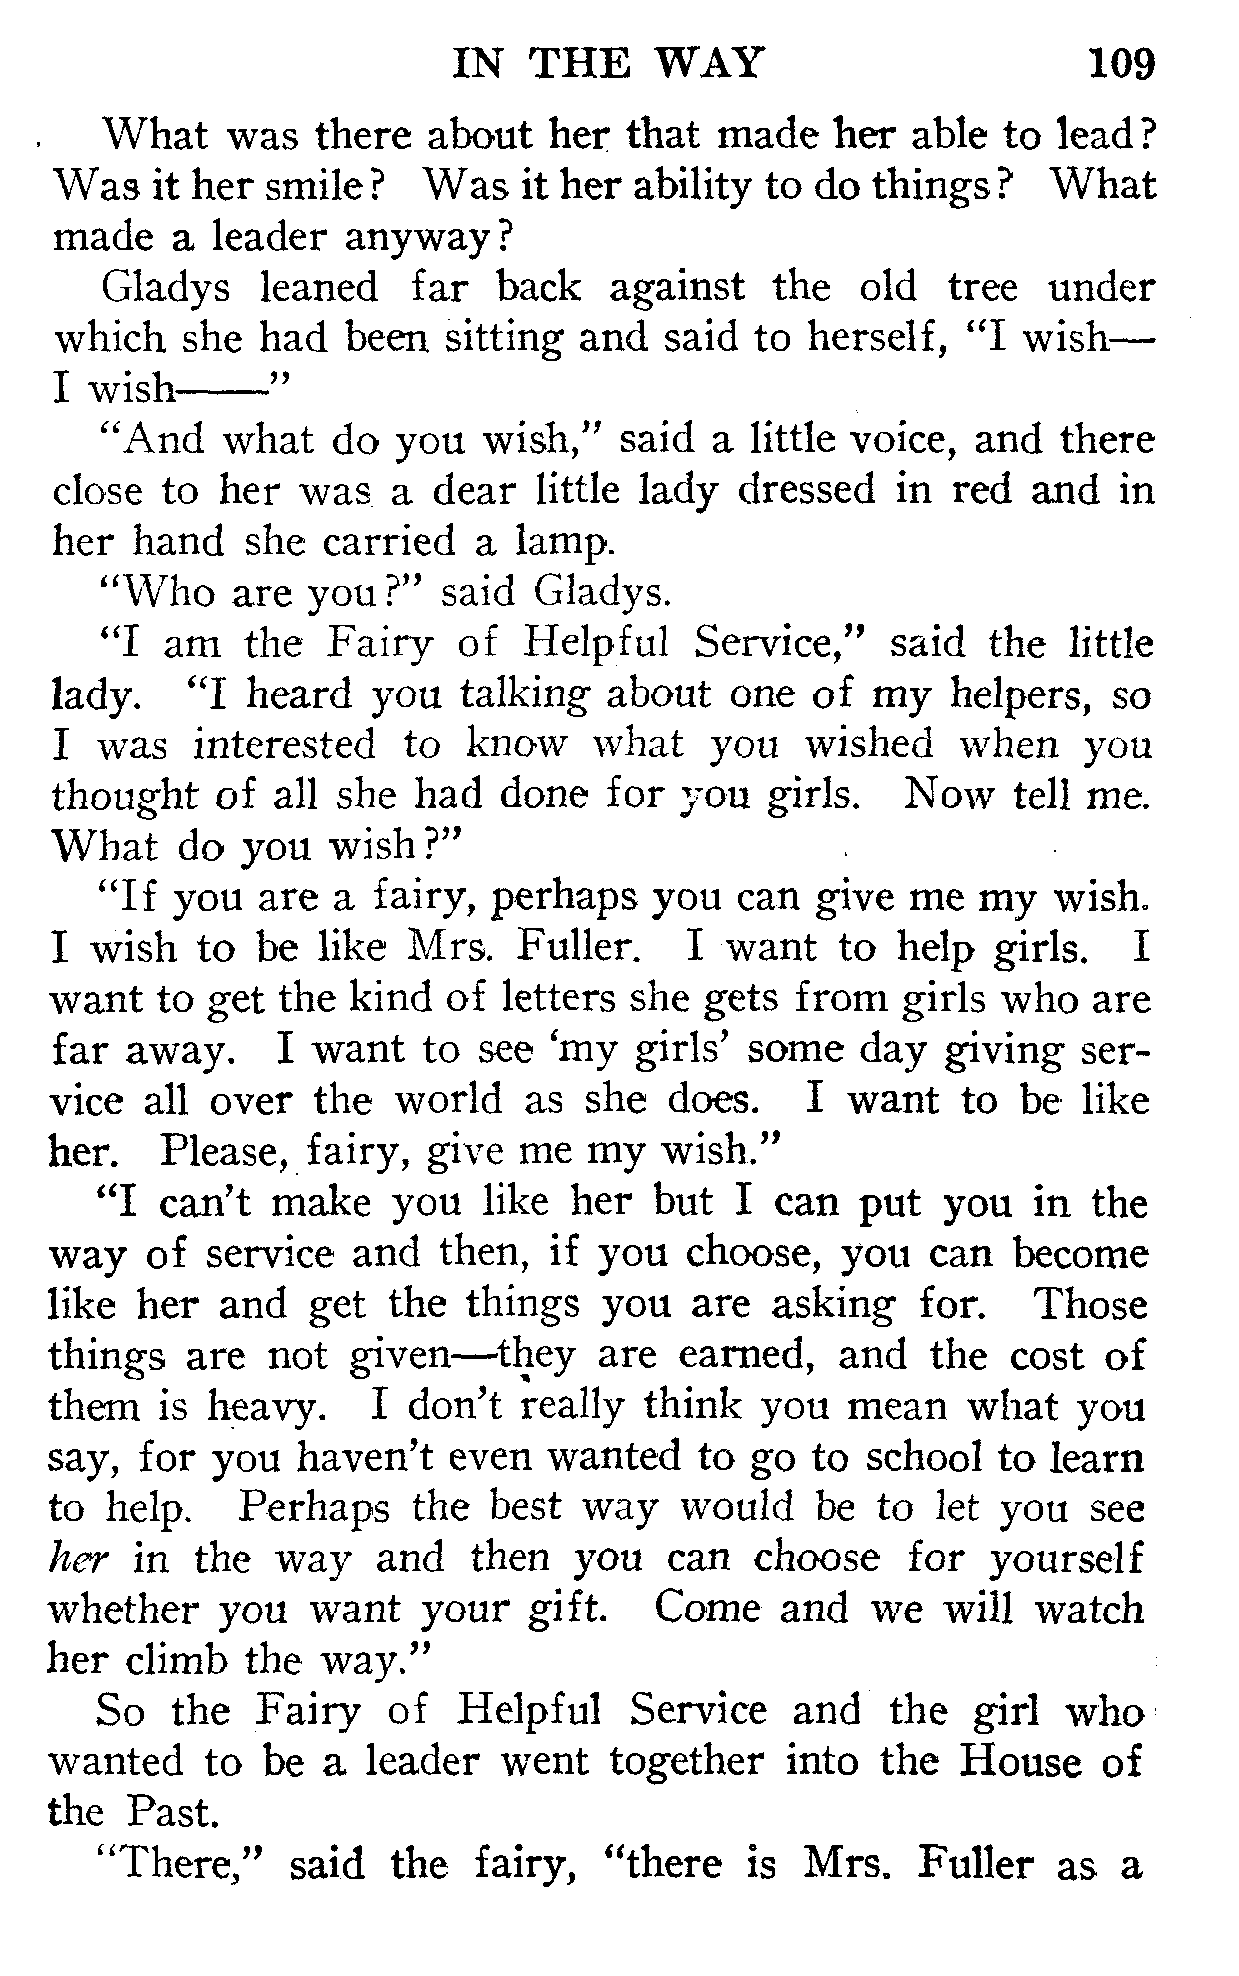 IN THE WAY 109
What was there about her that made her able to lead?
Was it her smile? Was it her ability to do things? What
made a leader anyway?
Gladys leaned far back against the old tree under
which she had been sitting and said to herself, “I wish—
I wish——”
“And what do you wish,” said a little voice, and there
close to her was a dear little lady dressed in red and in
her hand she carried a lamp.
“Who are you?” said Gladys.
“I am the Fairy of Helpful Service,” said the little
lady. “I heard you talking about one of my helpers, so
I was interested to know what you wished when you
thought of all she had done for you girls. Now tell me.
What do you wish?”
“If you are a fairy, perhaps you can give me my wish.
I wish to be like Mrs. Fuller. I want to help girls. I
want to get the kind of letters she gets from girls who are
far away. I want to see ‘my girls’ some day giving ser-
vice all over the world as she does. I want to be like
her. Please, fairy, give me my wish.”
“I can’t make you like her but I can put you in the
way of service and then, if you choose, you can become
like her and get the things you are asking for. Those
things are not given—they are earned, and the cost of
them is heavy. I don’t really think you mean what you
say, for you haven’t even wanted to go to school to learn
to help. Perhaps the best way would be to let you see
her in the way and then you can choose for yourself
whether you want your gift. Come and we will watch
her climb the way.”
So the Fairy of Helpful Service and the girl who
wanted to be a leader went together into the House of
the Past.
“There,” said the fairy, “there is Mrs. Fuller as a